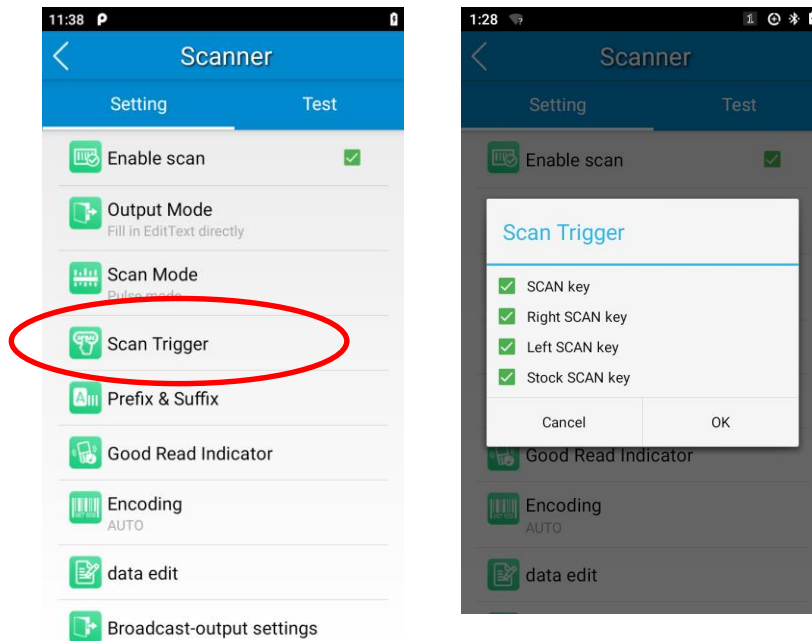 11:38
Scanner
Setting
Test
Enable scan
Output Mode
Fill in EditText directly
Scan Mode
Pulse mode
Scan Trigger
Prefix & Suffix
Good Read Indicator
Encoding
AUTO
data edit
Broadcast-output settings
1:28
Scanner
Setting
Test
Enable scan
Scan Trigger
SCAN key
Right SCAN key
Left SCAN key
Stock SCAN key
Cancel
OK
Good Read Indicator
Encoding
AUTO
data edit